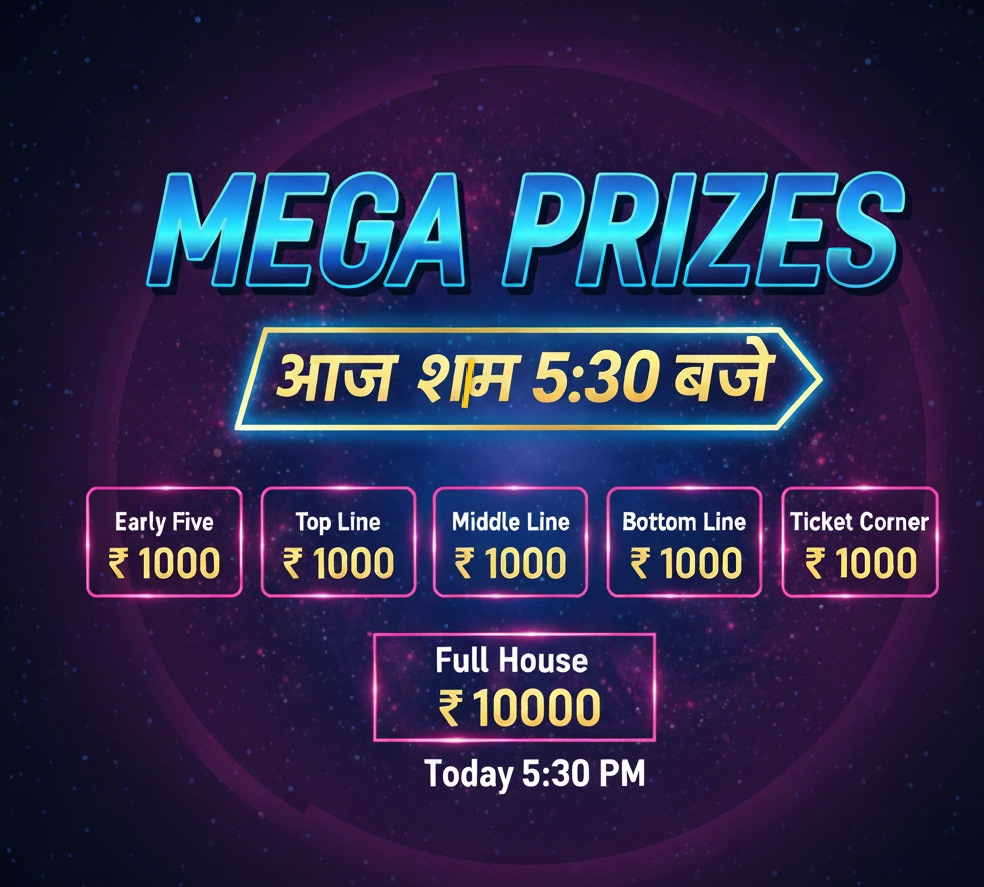 MEGA PRIZES
आज शाम 5:30 बजे
Early Five
₹ 1000
Top Line
₹ 1000
Middle Line
₹ 1000
Bottom Line
₹ 1000
Ticket Corner
₹ 1000
Full House
₹ 10000
Today 5:30 PM